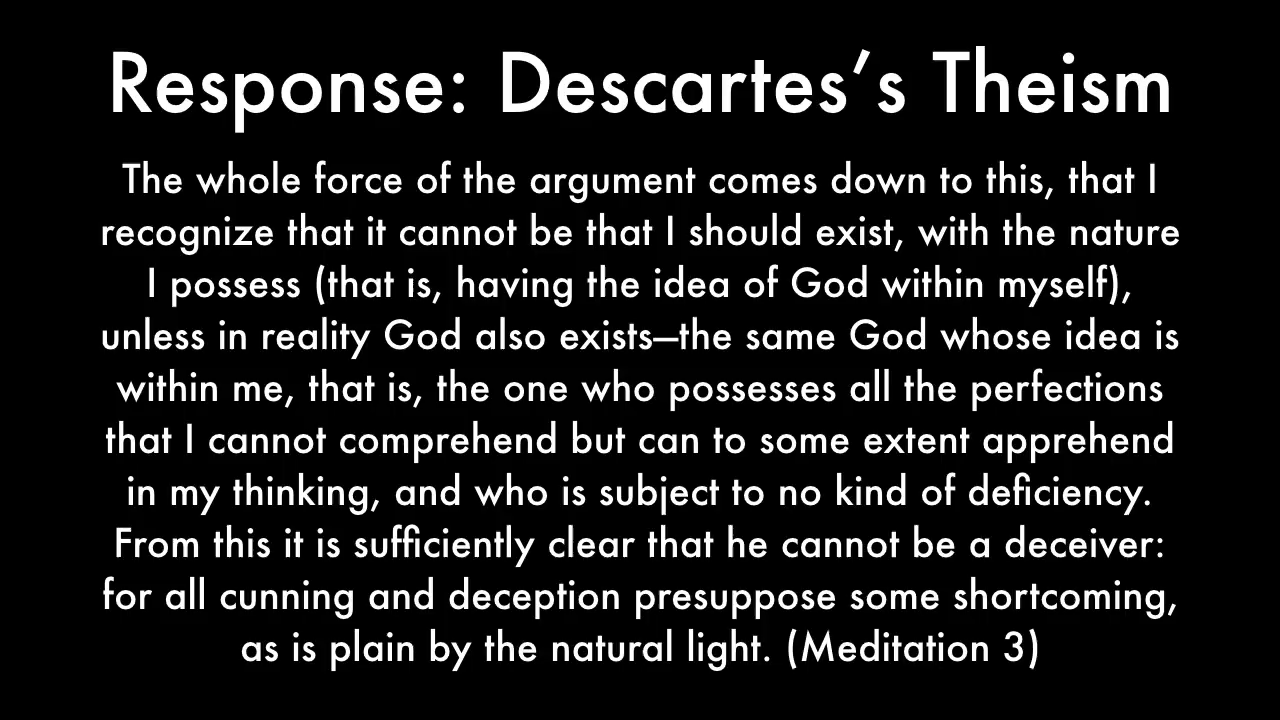 Response: Descartes’s Theism
The whole force of the argument comes down to this, that I
recognize that it cannot be that I should exist, with the nature
I possess (that is, having the idea of God within myself),
unless in reality God also exists—the same God whose idea is
within me, that is, the one who possesses all the perfections
that I cannot comprehend but can to some extent apprehend
in my thinking, and who is subject to no kind of deficiency.
From this it is sufficiently clear that he cannot be a deceiver:
for all cunning and deception presuppose some shortcoming,
as is plain by the natural light. (Meditation 3)